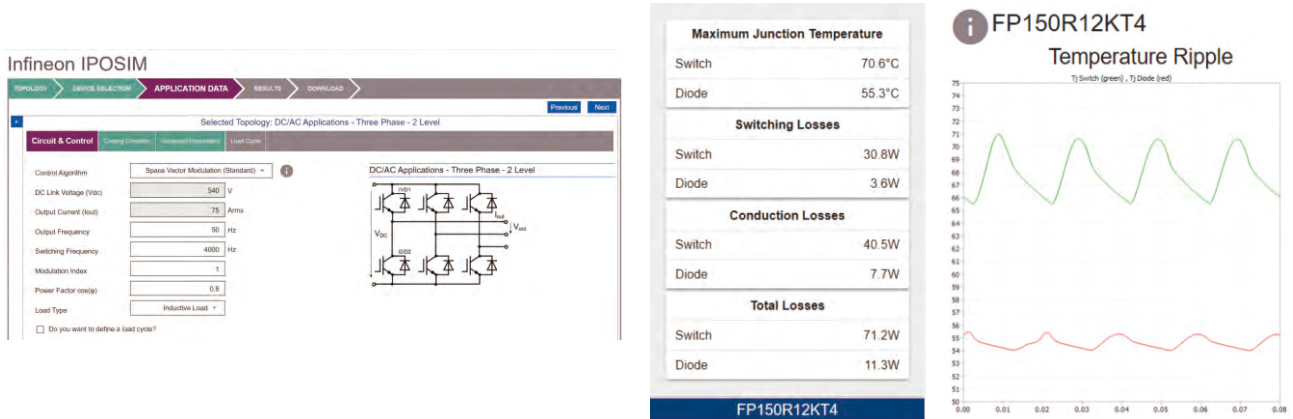 Infineon IPOSIM
TOPOLOGY DEVICE SELECTION APPLICATION DATA RESULTS DOWNLOAD
Previous Next
Selected Topology: DC/AC Applications - Three Phase - 2 Level
Circuit & Control Cooling Condition Advanced Parameters Load Cycle
Control Algorithm Space Vector Modulation (Standard)
DC Link Voltage (Vdc) 540 V
Output Current (Iout) 75 Arms
Output Frequency 50 Hz
Switching Frequency 4000 Hz
Modulation Index 1
Power Factor cos(φ) 0.8
Load Type Inductive Load
Do you want to define a load cycle?
DC/AC Applications - Three Phase - 2 Level
I1/D1
Iout
VDC
Vout
I2/D2
Maximum Junction Temperature
Switch 70.6°C
Diode 55.3°C
Switching Losses
Switch 30.8W
Diode 3.6W
Conduction Losses
Switch 40.5W
Diode 7.7W
Total Losses
Switch 71.2W
Diode 11.3W
FP150R12KT4
i FP150R12KT4
Temperature Ripple
Tj Switch (green) , Tj Diode (red)
75
74
73
72
71
70
69
68
67
66
65
64
63
62
61
60
59
58
57
56
55
54
53
52
51
50
0.00 0.01 0.02 0.03 0.04 0.05 0.06 0.07 0.08